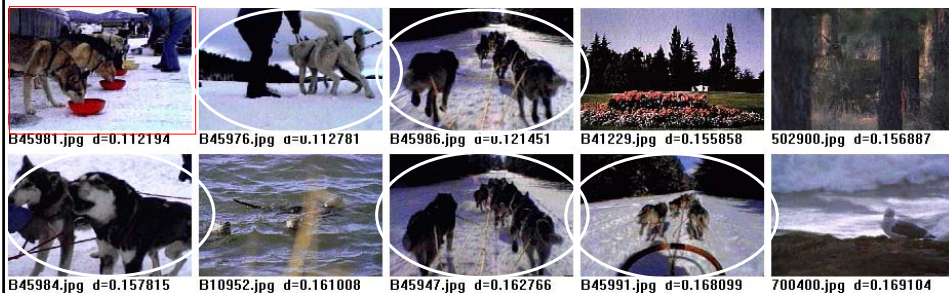 B45981.jpg d=0.112194
B45976.jpg d=0.112781
B45986.jpg d=0.121451
B41229.jpg d=0.155858
502900.jpg d=0.156887
B45984.jpg d=0.157815
B10952.jpg d=0.161008
B45947.jpg d=0.162766
B45991.jpg d=0.168099
700400.jpg d=0.169104